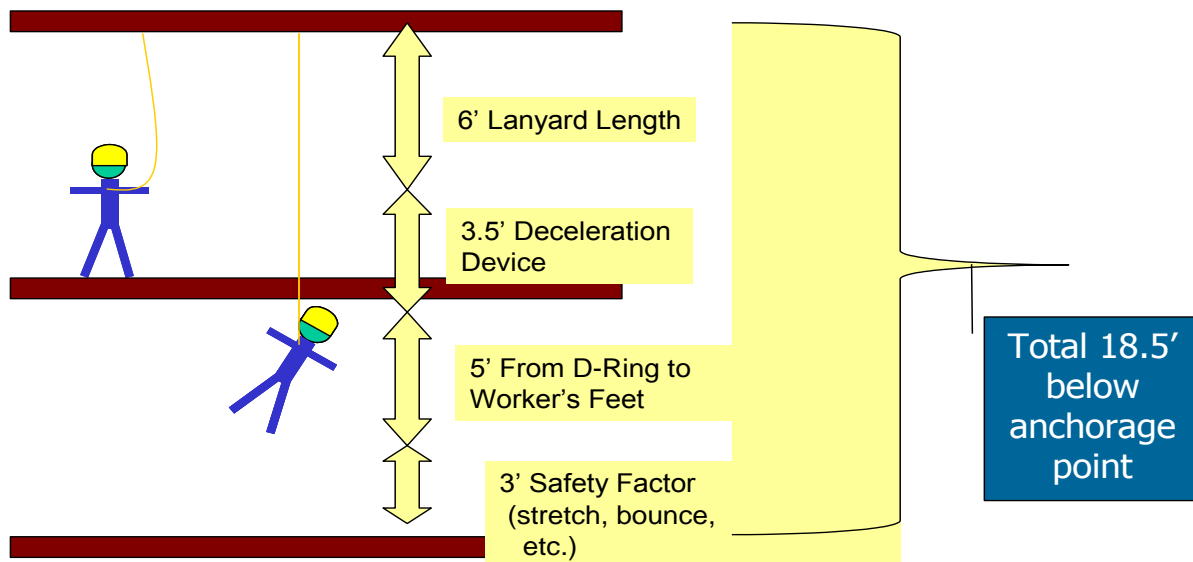 6’ Lanyard Length
3.5’ Deceleration
Device
5’ From D-Ring to
Worker’s Feet
3’ Safety Factor
(stretch, bounce,
etc.)
Total 18.5’
below
anchorage
point